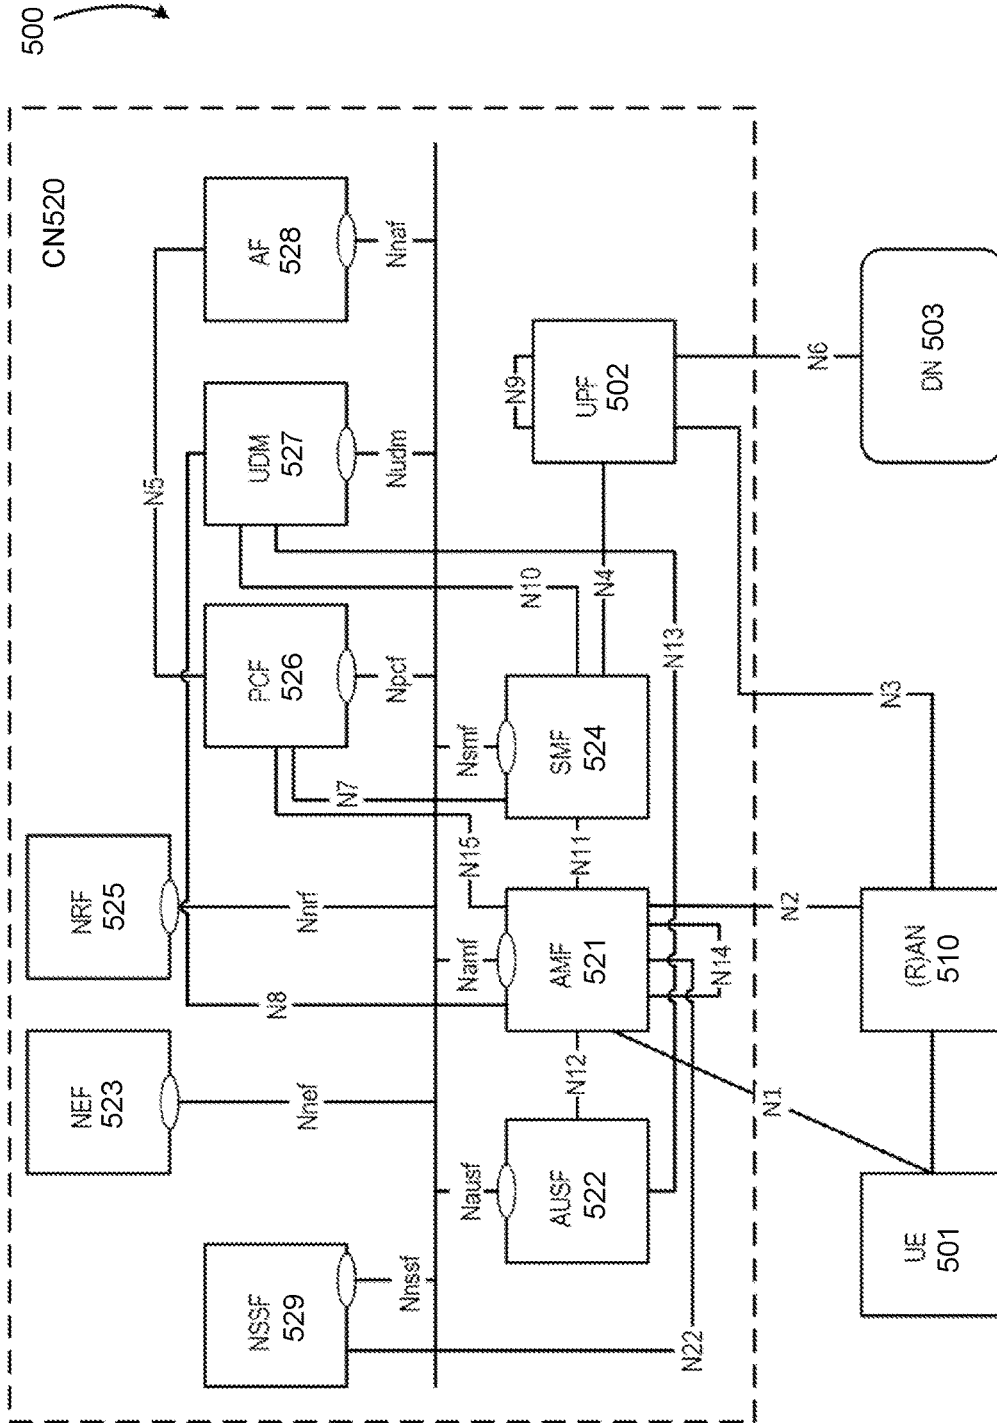 500
CN520
NEF
523
NRF
525
N5
N8
NSSF
529
PCF
526
UDM
527
AF
528
Nnef
Nnrf
N7
Nnssf
Npcf
Nudm
Nnaf
Nausf
Namf
N15
Nsmf
N10
N9
AUSF
522
N12
AMF
521
N11
SMF
524
N4
UPF
502
N22
N14
N13
N1
N2
N3
N6
UE
501
(R)AN
510
DN 503